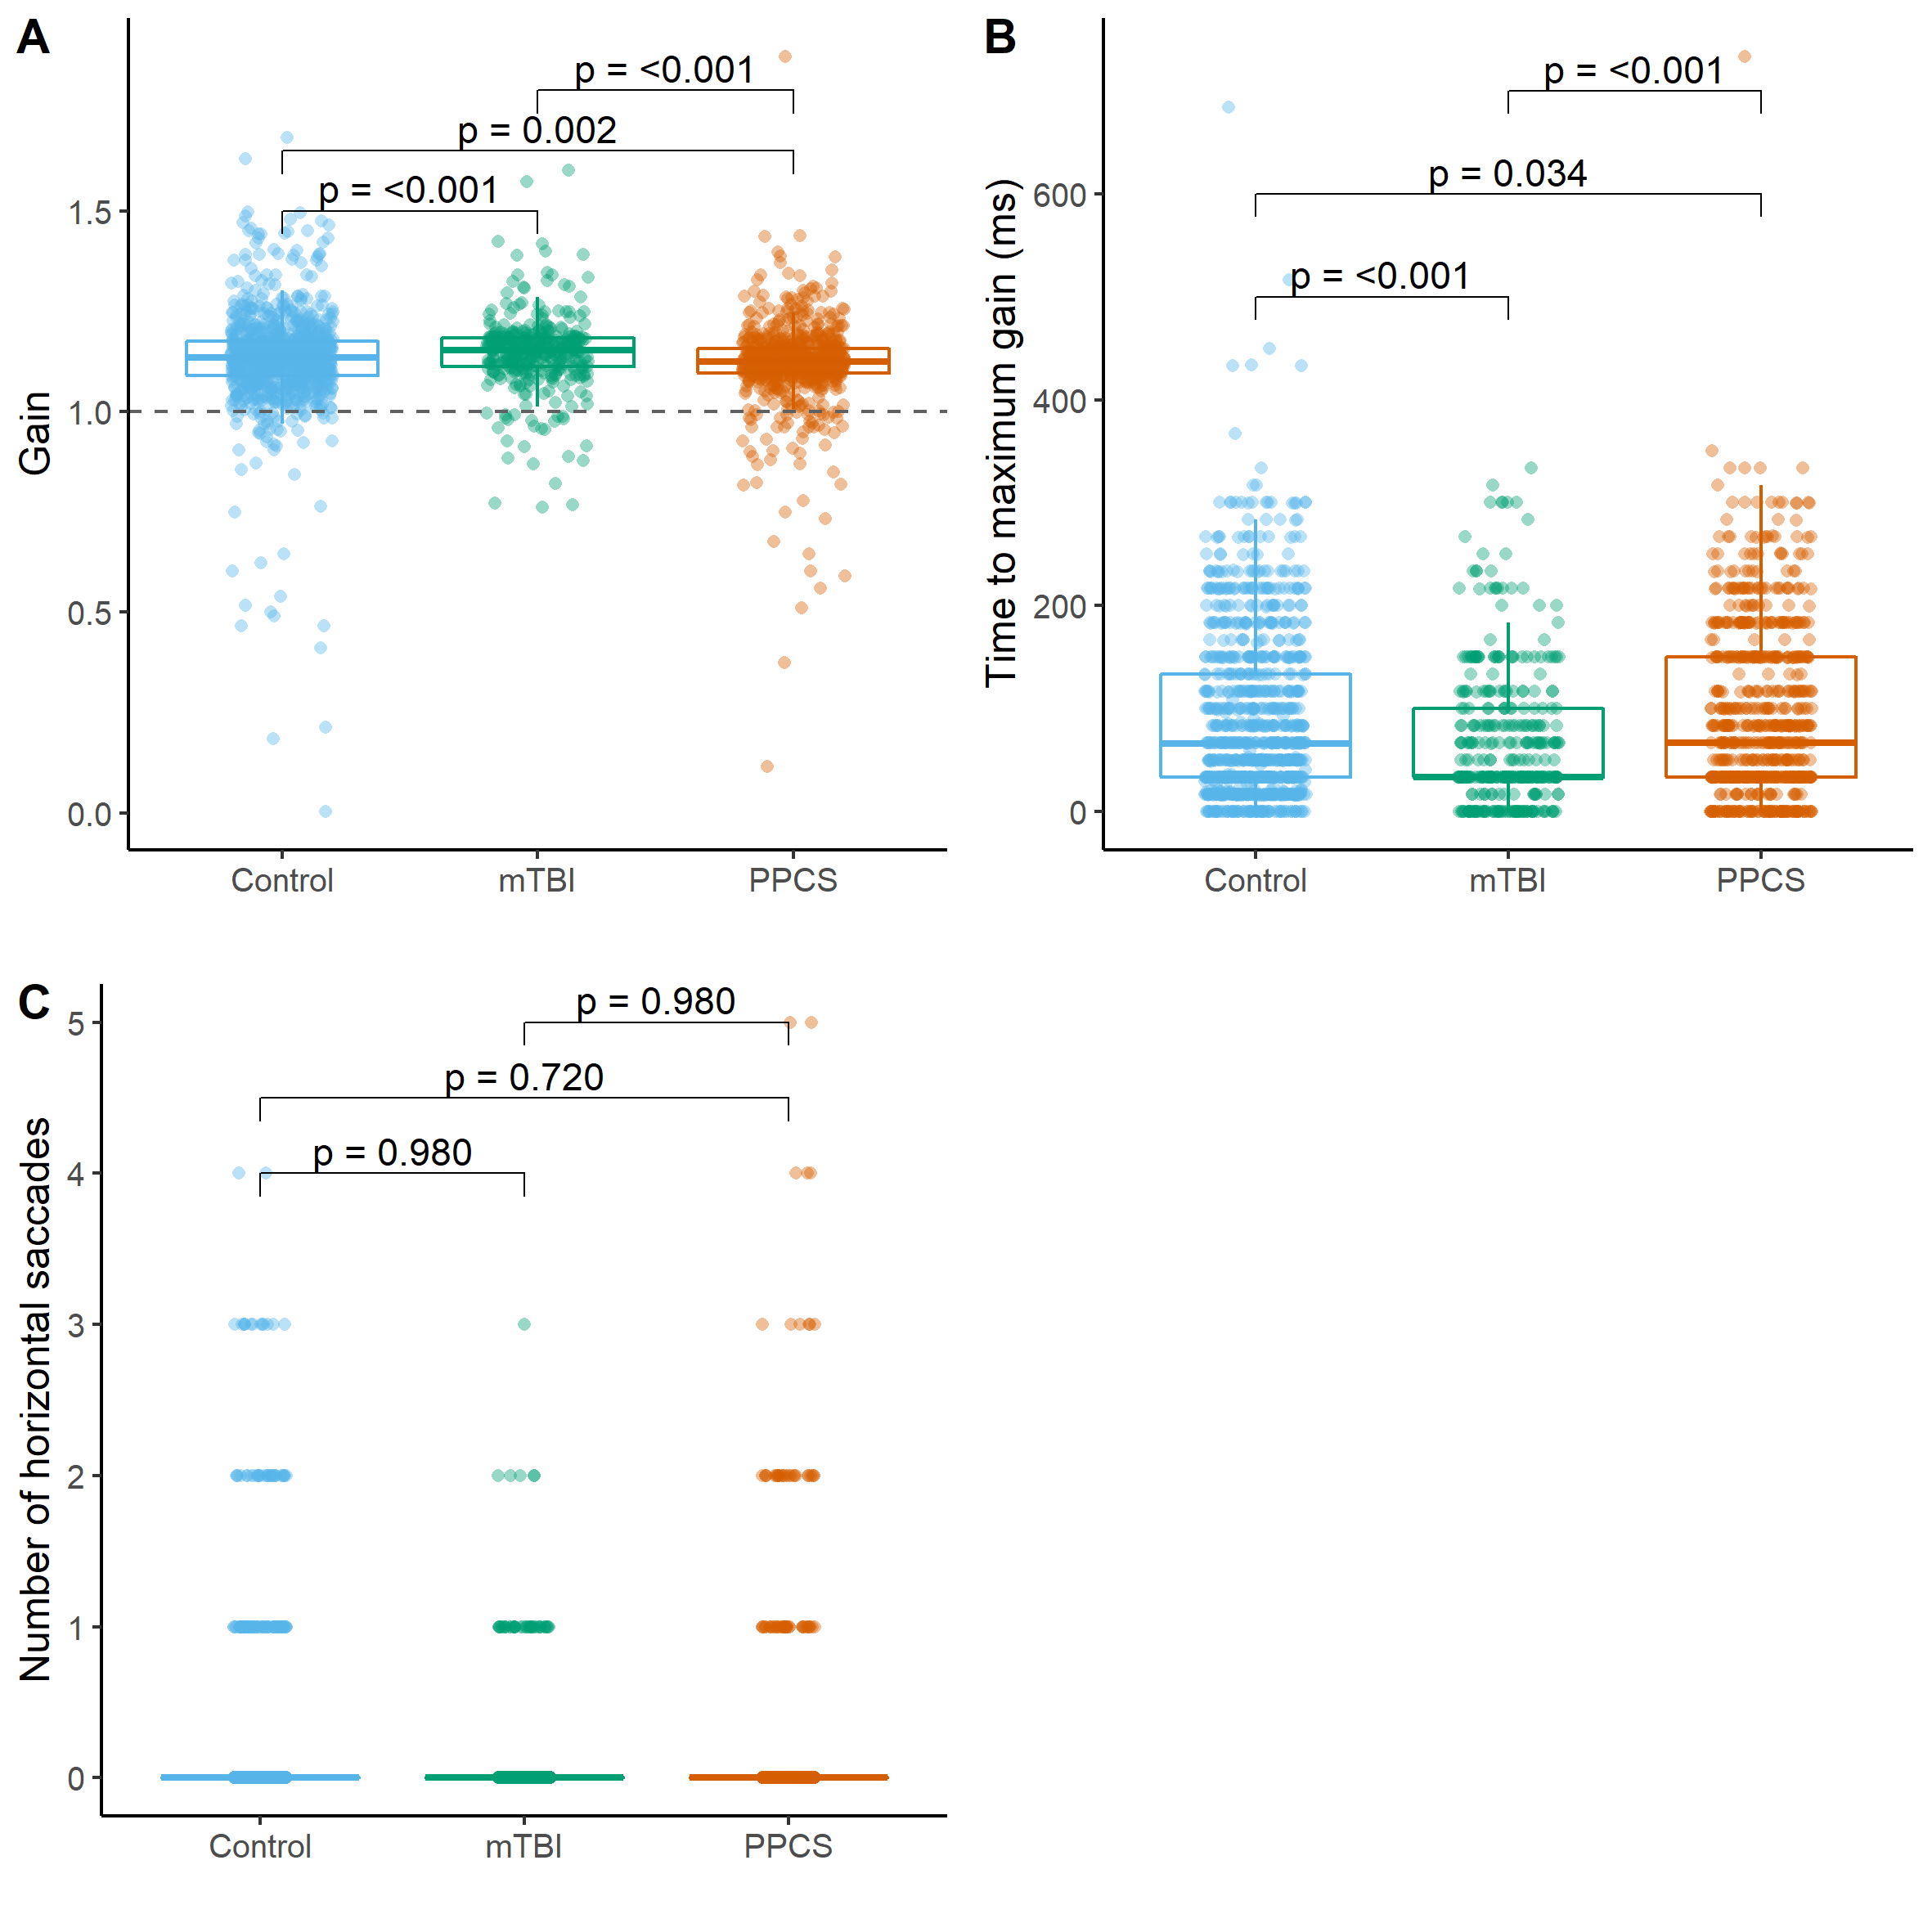 A
p = <0.001
p = 0.002
p = <0.001
Gain
1.5
1.0
0.5
0.0
Control
mTBI
PPCS
B
p = <0.001
p = 0.034
p = <0.001
Time to maximum gain (ms)
600
400
200
0
Control
mTBI
PPCS
C
p = 0.980
p = 0.720
p = 0.980
Number of horizontal saccades
5
4
3
2
1
0
Control
mTBI
PPCS